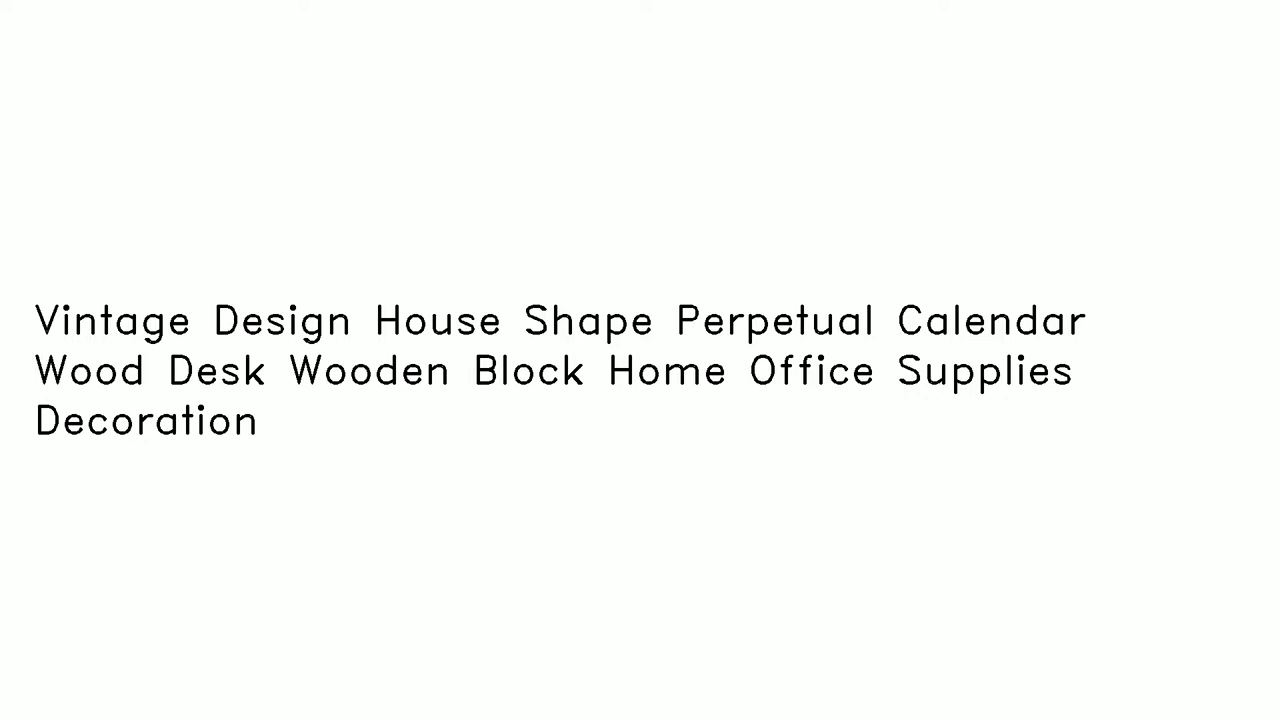 Vintage Design House Shape Perpetual Calendar
Wood Desk Wooden Block Home Office Supplies
Decoration